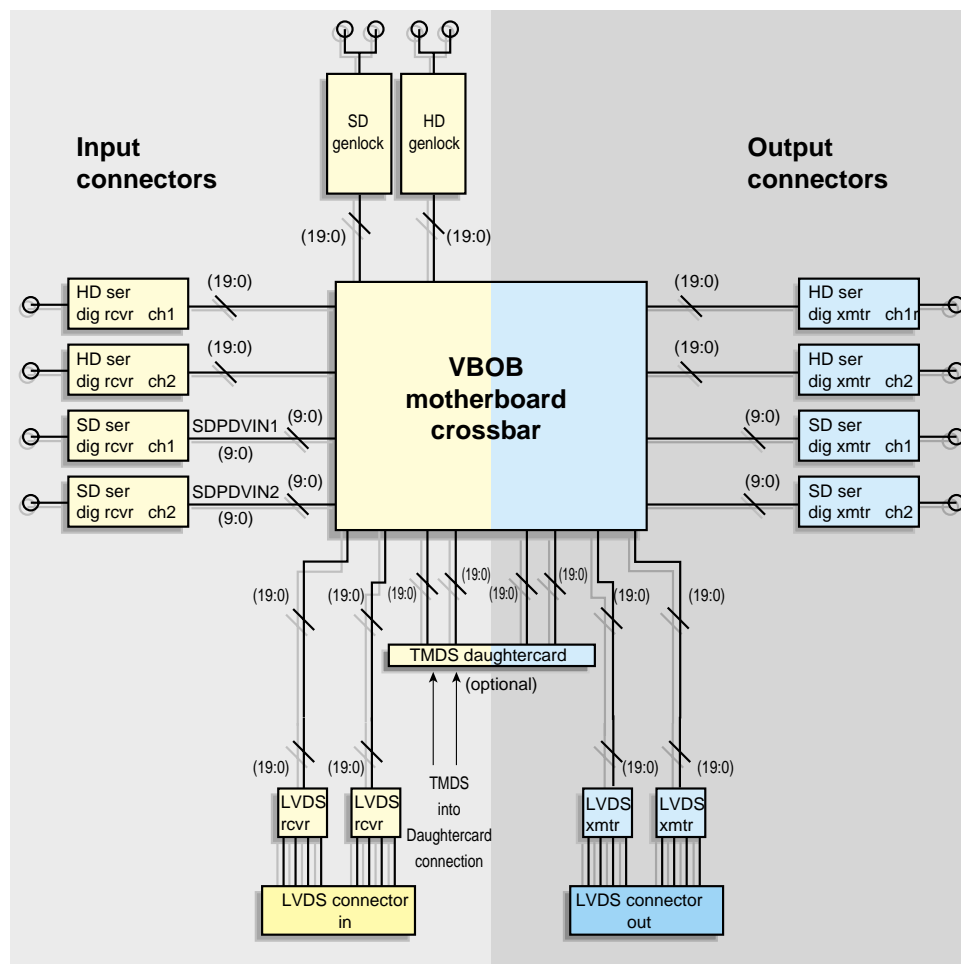 SD
genlock
HD
genlock
Input
connectors
Output
connectors
(19:0)
(19:0)
HD ser
dig rcvr ch1
(19:0)
HD ser
dig rcvr ch2
(19:0)
SD ser
dig rcvr ch1
SDPDVIN1
(9:0)
(9:0)
SD ser
dig rcvr ch2
SDPDVIN2
(9:0)
(9:0)
VBOB
motherboard
crossbar
(19:0)
HD ser
dig xmtr ch1r
(19:0)
HD ser
dig xmtr ch2
(9:0)
SD ser
dig xmtr ch1
(9:0)
SD ser
dig xmtr ch2
(19:0)
(19:0)
(19:0)
(19:0)
(19:0)
(19:0)
(19:0)
(19:0)
TMDS daughtercard
(optional)
(19:0)
(19:0)
(19:0)
(19:0)
TMDS
into
Daughtercard
connection
LVDS
rcvr
LVDS
rcvr
LVDS
xmtr
LVDS
xmtr
LVDS connector
in
LVDS connector
out